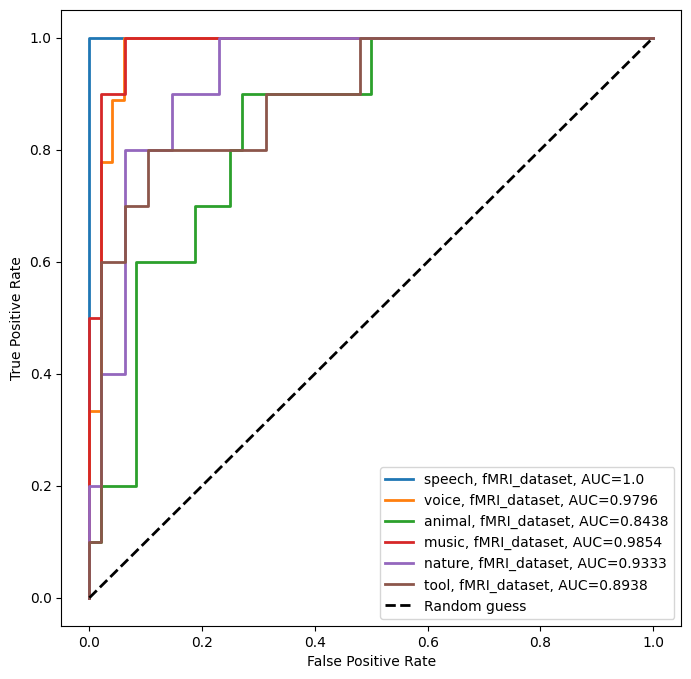 1.0
0.8
0.6
0.4
0.2
0.0
True Positive Rate
speech, fMRI_dataset, AUC=1.0
voice, fMRI_dataset, AUC=0.9796
animal, fMRI_dataset, AUC=0.8438
music, fMRI_dataset, AUC=0.9854
nature, fMRI_dataset, AUC=0.9333
tool, fMRI_dataset, AUC=0.8938
Random guess
0.0 0.2 0.4 0.6 0.8 1.0
False Positive Rate